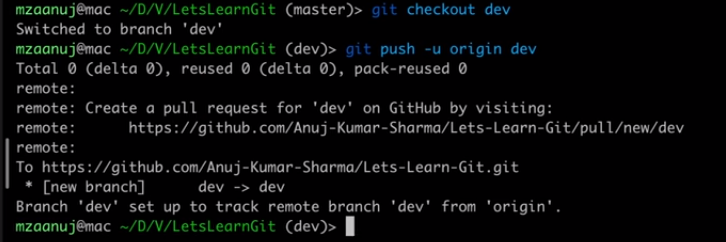 mzaanuj@mac ~/D/V/LetsLearnGit (master)> git checkout dev
Switched to branch 'dev'
mzaanuj@mac ~/D/V/LetsLearnGit (dev)> git push -u origin dev
Total 0 (delta 0), reused 0 (delta 0), pack-reused 0
remote:
remote: Create a pull request for 'dev' on GitHub by visiting:
remote:      https://github.com/Anuj-Kumar-Sharma/Lets-Learn-Git/pull/new/dev
remote:
To https://github.com/Anuj-Kumar-Sharma/Lets-Learn-Git.git
 * [new branch]      dev -> dev
Branch 'dev' set up to track remote branch 'dev' from 'origin'.
mzaanuj@mac ~/D/V/LetsLearnGit (dev)>